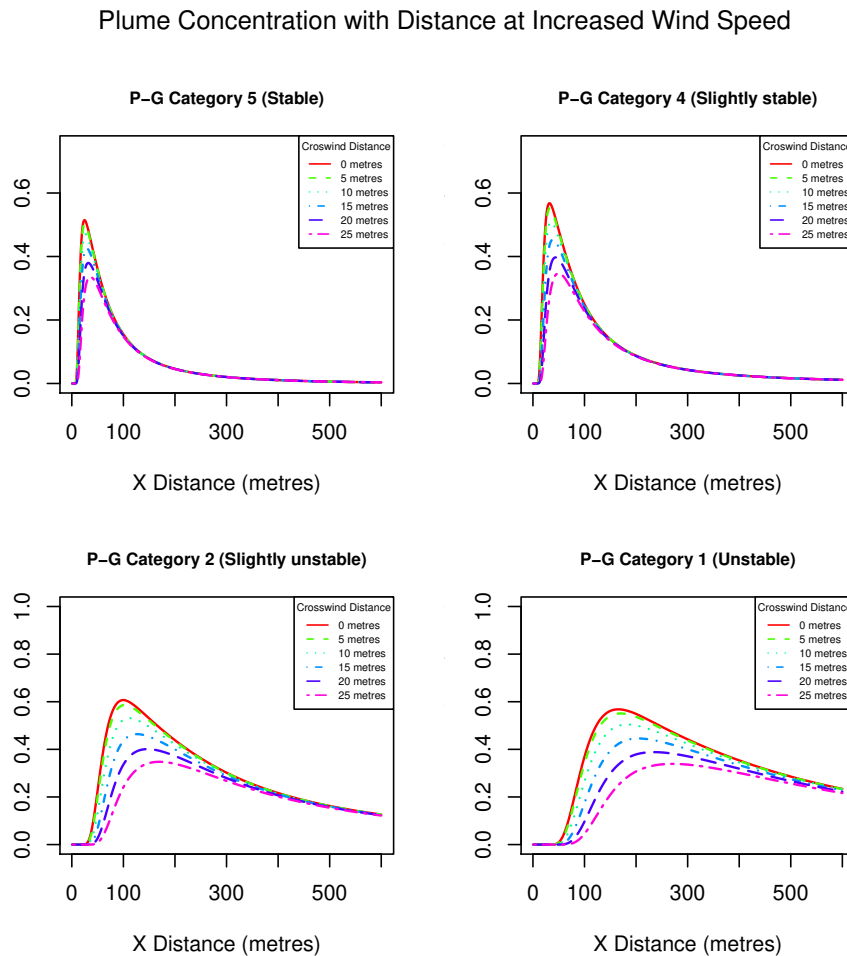 Plume Concentration with Distance at Increased Wind Speed
P−G Category 5 (Stable)
Croswind Distance
0 metres
5 metres
10 metres
15 metres
20 metres
25 metres
0.0 0.2 0.4 0.6
0 100 300 500
X Distance (metres)
P−G Category 4 (Slightly stable)
Croswind Distance
0 metres
5 metres
10 metres
15 metres
20 metres
25 metres
0.0 0.2 0.4 0.6
0 100 300 500
X Distance (metres)
P−G Category 2 (Slightly unstable)
Crosswind Distance
0 metres
5 metres
10 metres
15 metres
20 metres
25 metres
0.0 0.2 0.4 0.6 0.8 1.0
0 100 300 500
X Distance (metres)
P−G Category 1 (Unstable)
Crosswind Distance
0 metres
5 metres
10 metres
15 metres
20 metres
25 metres
0.0 0.2 0.4 0.6 0.8 1.0
0 100 300 500
X Distance (metres)